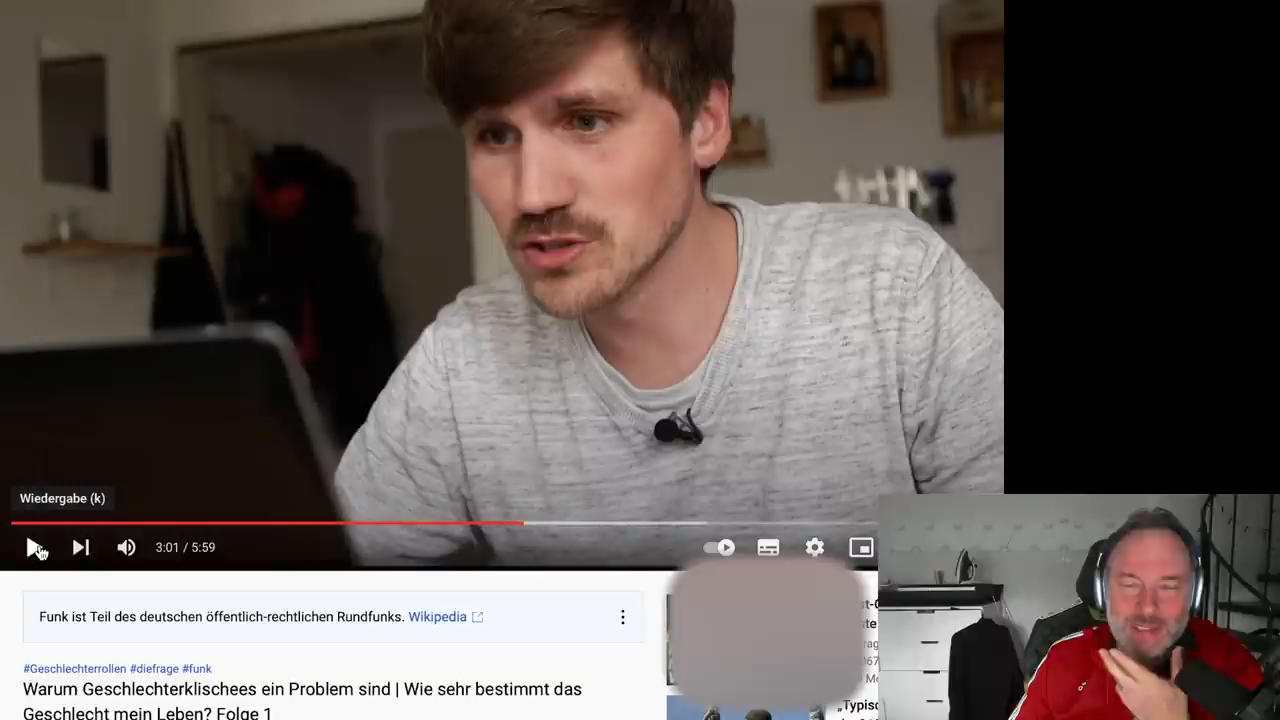 Wiedergabe (k)
3:01 / 5:59
Funk ist Teil des deutschen öffentlich-rechtlichen Rundfunks. Wikipedia
#Geschlechterrollen #diefrage #funk
Warum Geschlechterklischees ein Problem sind | Wie sehr bestimmt das
Geschlecht mein Leben? Folge 1